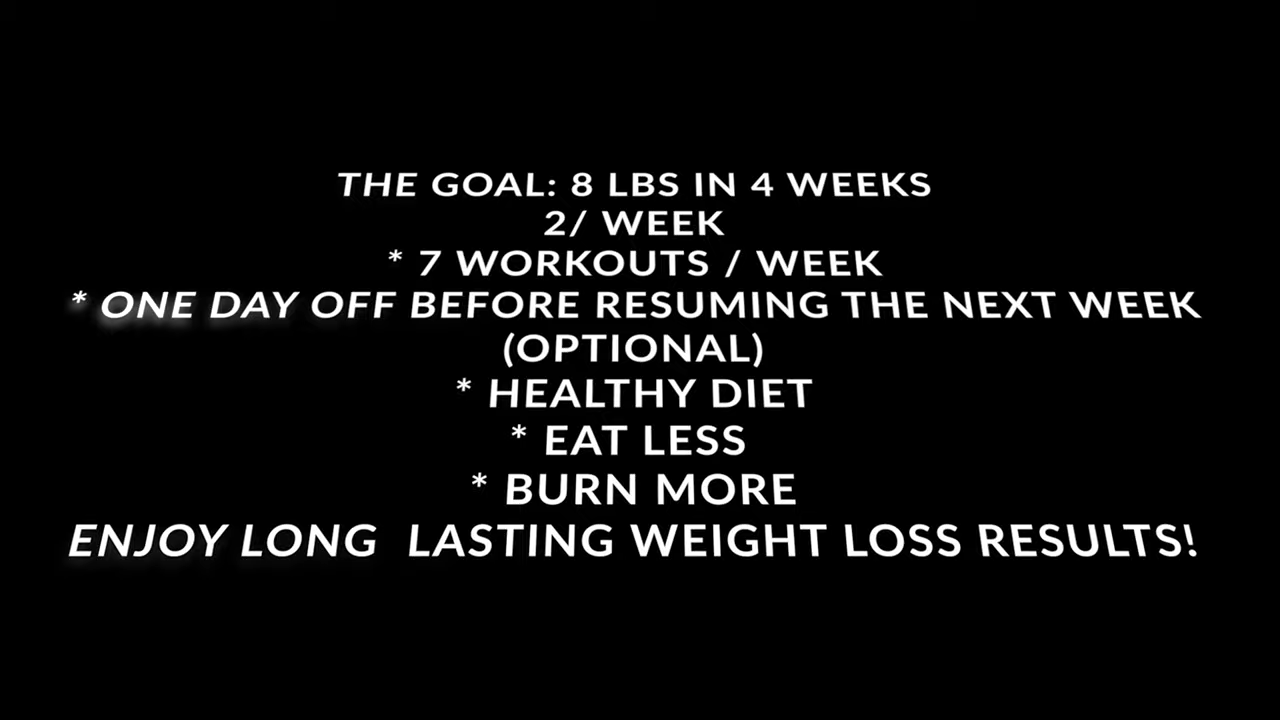 THE GOAL: 8 LBS IN 4 WEEKS
2/ WEEK
* 7 WORKOUTS / WEEK
* ONE DAY OFF BEFORE RESUMING THE NEXT WEEK
(OPTIONAL)
* HEALTHY DIET
* EAT LESS
* BURN MORE
ENJOY LONG LASTING WEIGHT LOSS RESULTS!